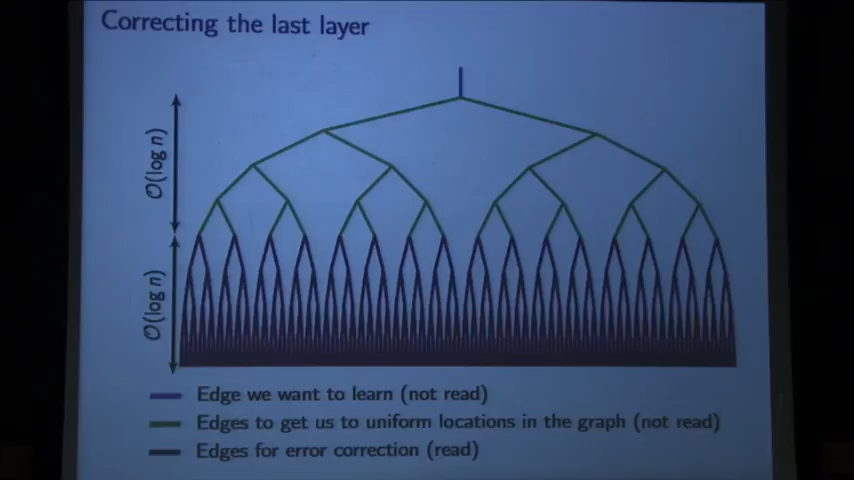 Correcting the last layer
O(log n)
O(log n)
Edge we want to learn (not read)
Edges to get us to uniform locations in the graph (not read)
Edges for error correction (read)